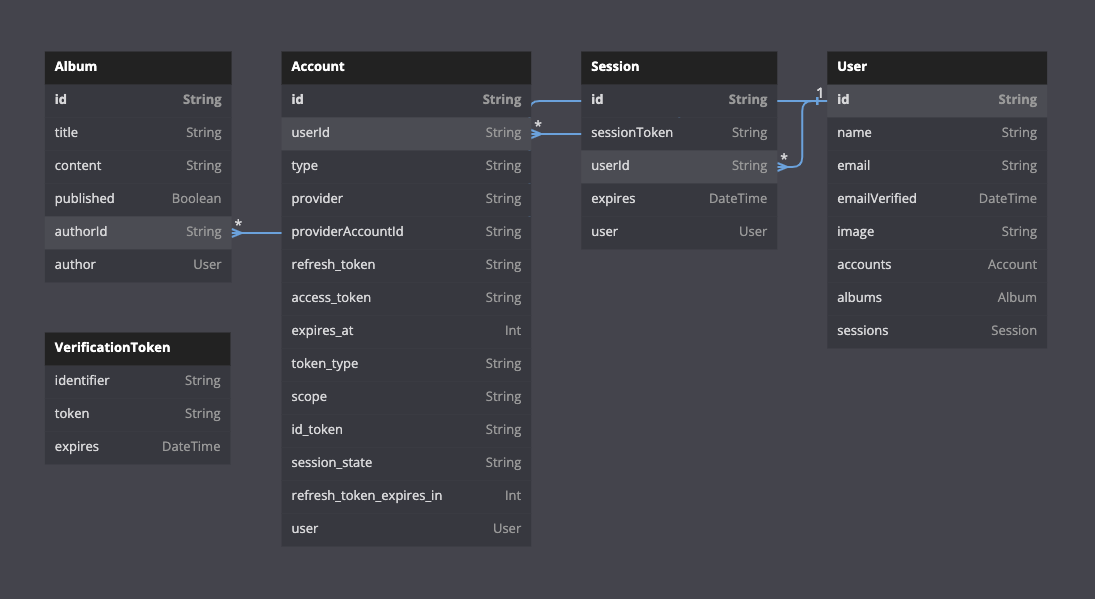 Album
id String
title String
content String
published Boolean
authorId String
author User
*
VerificationToken
identifier String
token String
expires DateTime
Account
id String
userId String
type String
provider String
providerAccountId String
refresh_token String
access_token String
expires_at Int
token_type String
scope String
id_token String
session_state String
refresh_token_expires_in Int
user User
*
Session
id String
sessionToken String
userId String
expires DateTime
user User
*
1
User
id String
name String
email String
emailVerified DateTime
image String
accounts Account
albums Album
sessions Session